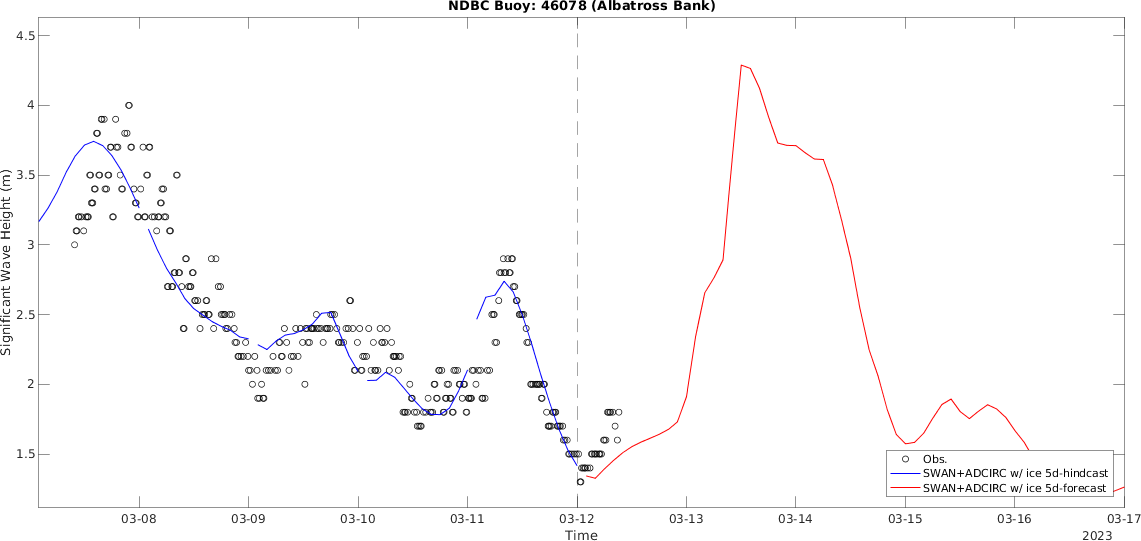 NDBC Buoy: 46078 (Albatross Bank)
Significant Wave Height (m)
4.5
4
3.5
3
2.5
2
1.5
Obs.
SWAN+ADCIRC w/ ice 5d-hindcast
SWAN+ADCIRC w/ ice 5d-forecast
03-08 03-09 03-10 03-11 03-12 03-13 03-14 03-15 03-16 03-17
Time
2023